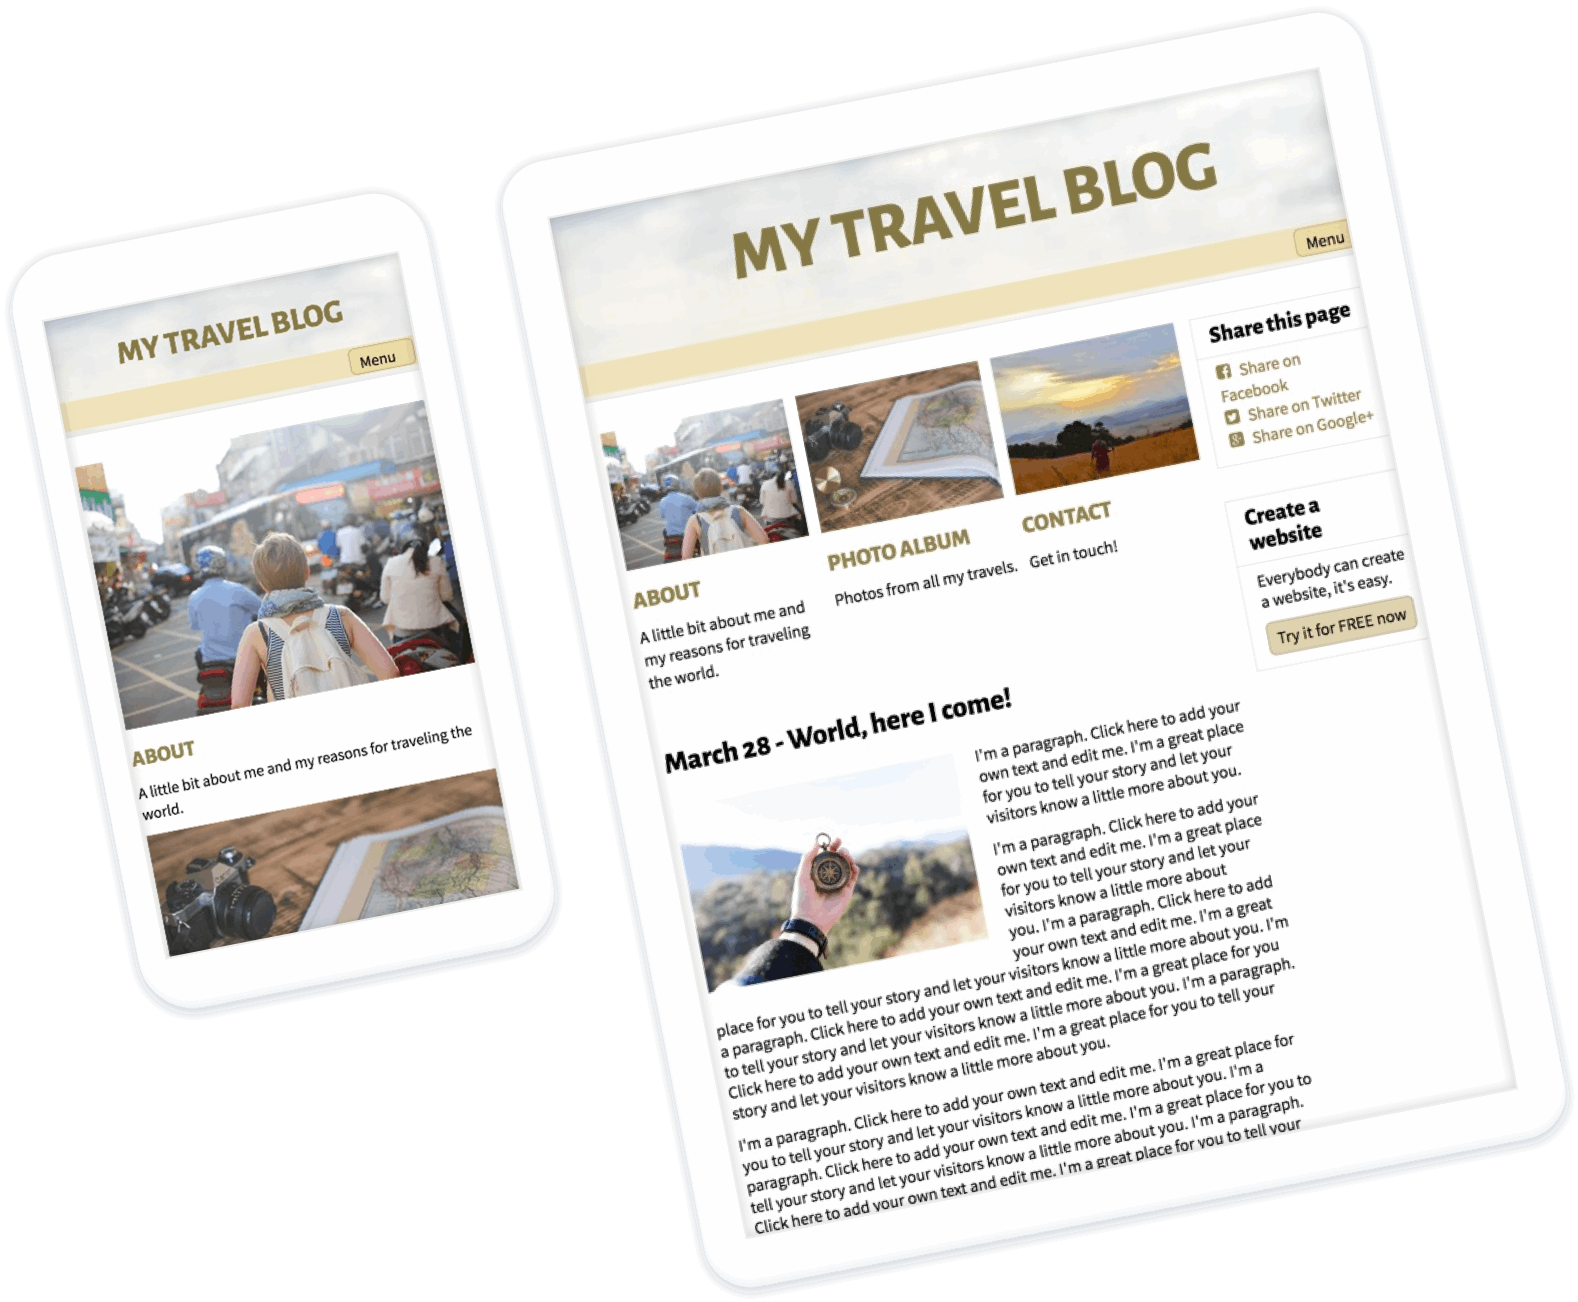 MY TRAVEL BLOG
Menu
ABOUT
A little bit about me and my reasons for traveling the
world.
MY TRAVEL BLOG
Menu
ABOUT
A little bit about me and
my reasons for traveling
the world.
PHOTO ALBUM
Photos from all my travels.
CONTACT
Get in touch!
Share this page
Share on
Facebook
Share on Twitter
Share on Google+
Create a
website
Everybody can create
a website, it's easy.
Try it for FREE now
March 28 - World, here I come!
I'm a paragraph. Click here to add your
own text and edit me. I'm a great place
for you to tell your story and let your
visitors know a little more about you.
I'm a paragraph. Click here to add your
own text and edit me. I'm a great place
for you to tell your story and let your
visitors know a little more about
you. I'm a paragraph. Click here to add
your own text and edit me. I'm a great
place for you to tell your story and let your visitors know a little more about you. I'm
a paragraph. Click here to add your own text and edit me. I'm a great place for you
to tell your story and let your visitors know a little more about you. I'm a paragraph.
Click here to add your own text and edit me. I'm a great place for you to tell your
story and let your visitors know a little more about you.
I'm a paragraph. Click here to add your own text and edit me. I'm a great place for
you to tell your story and let your visitors know a little more about you. I'm a
paragraph. Click here to add your own text and edit me. I'm a great place for you to
tell your story and let your visitors know a little more about you. I'm a paragraph.
Click here to add your own text and edit me. I'm a great place for you to tell your